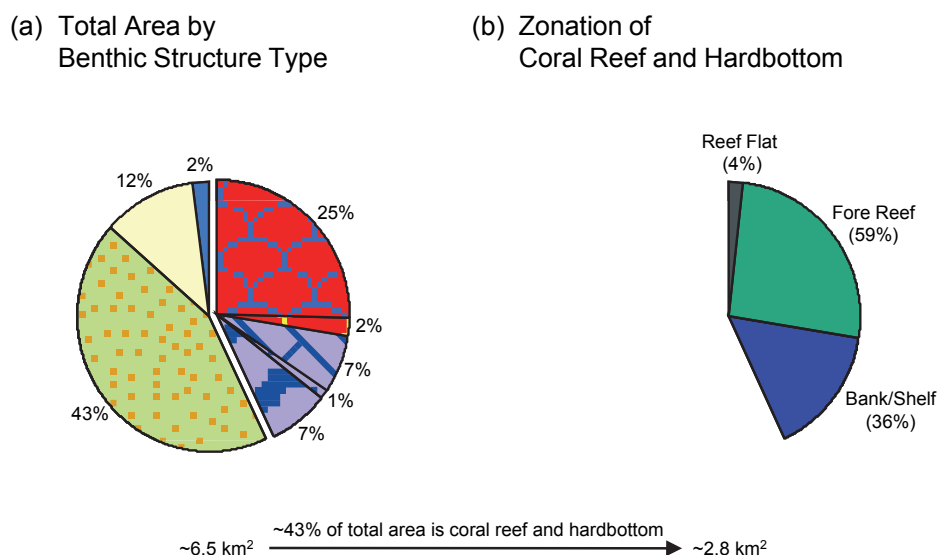 (a) Total Area by
Benthic Structure Type
(b) Zonation of
Coral Reef and Hardbottom
2%
12%
25%
2%
7%
1%
7%
43%
Reef Flat
(4%)
Fore Reef
(59%)
Bank/Shelf
(36%)
~43% of total area is coral reef and hardbottom
~6.5 km²
~2.8 km²